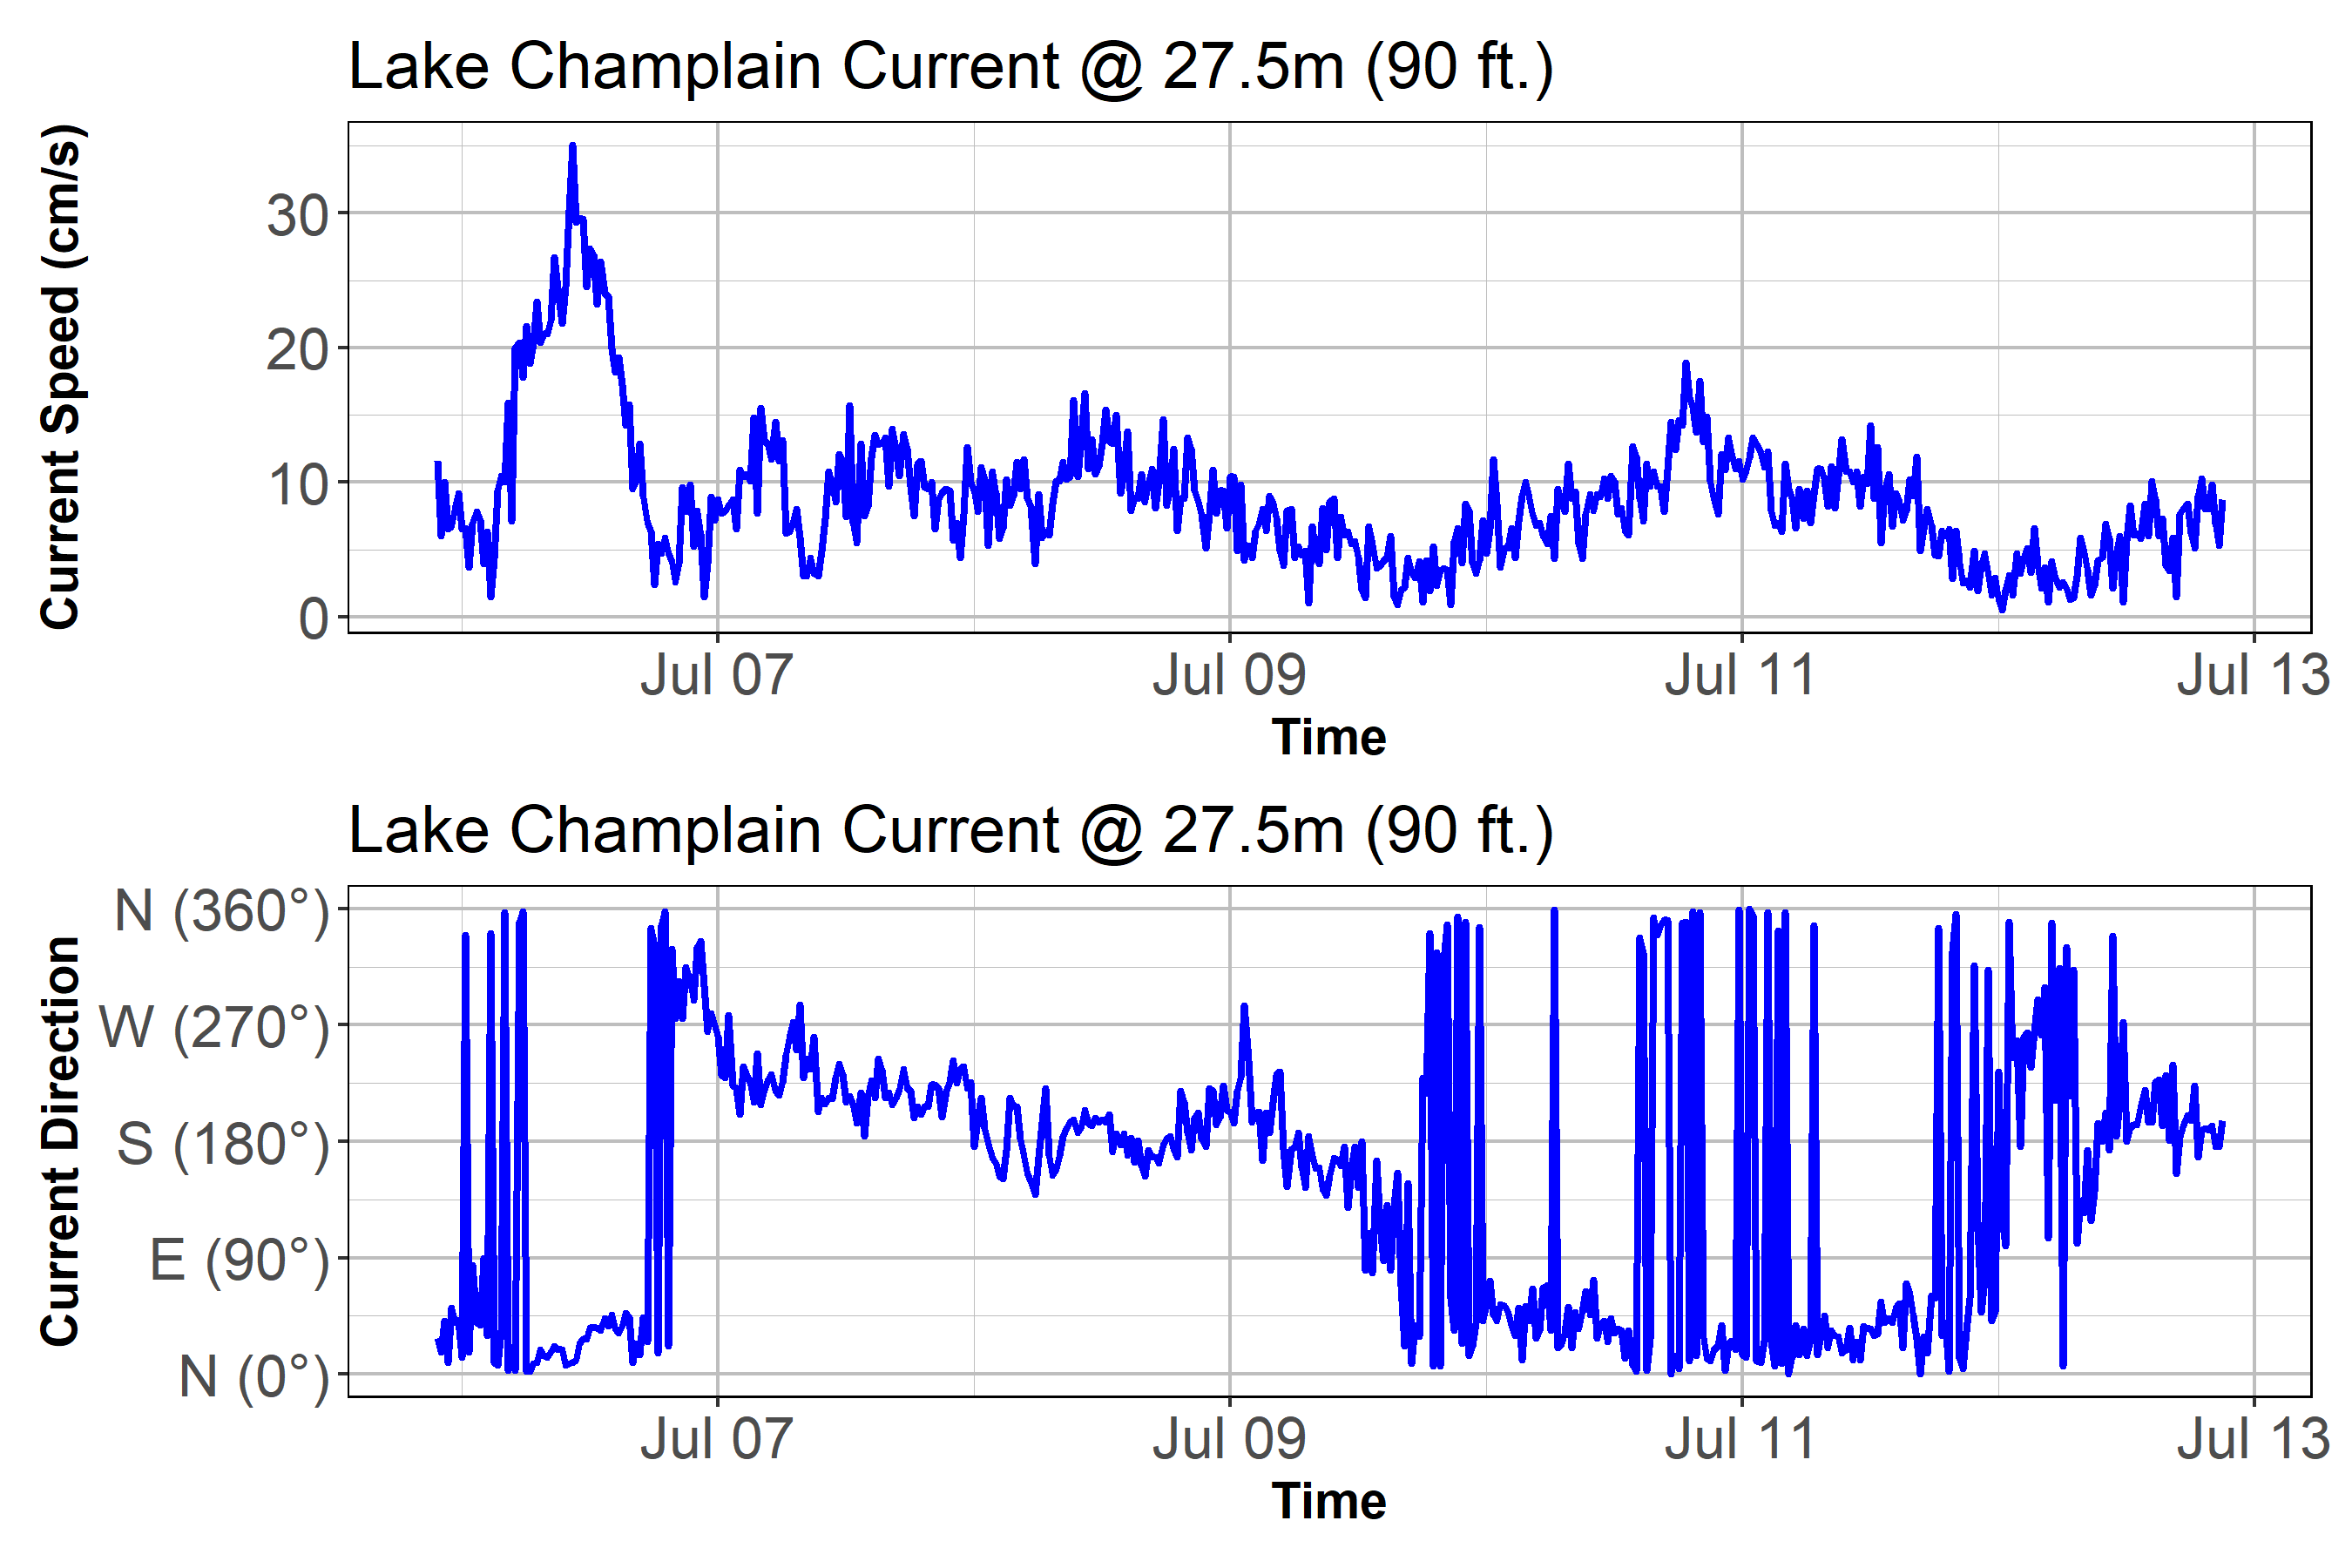 Lake Champlain Current @ 27.5m (90 ft.)
Current Speed (cm/s)
30
20
10
0
Jul 07 Jul 09 Jul 11 Jul 13
Time
Lake Champlain Current @ 27.5m (90 ft.)
Current Direction
N (360°)
W (270°)
S (180°)
E (90°)
N (0°)
Jul 07 Jul 09 Jul 11 Jul 13
Time